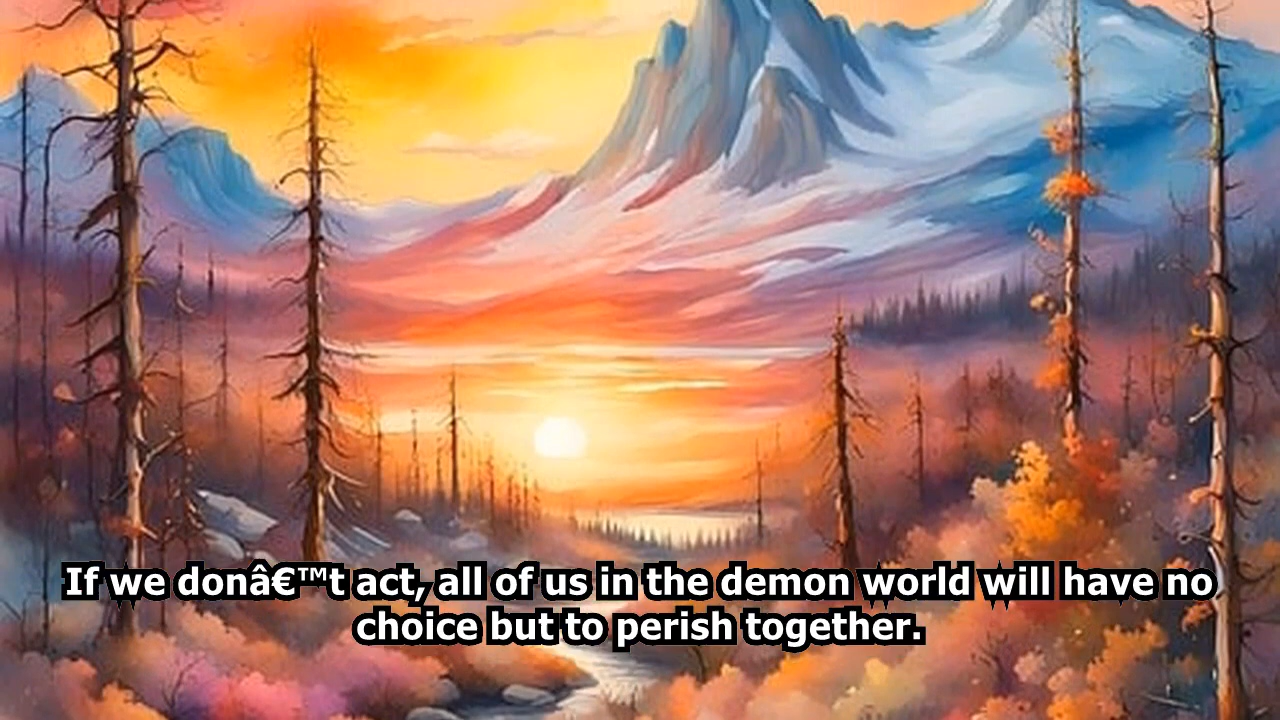 If we donâ€™t act, all of us in the demon world will have no
choice but to perish together.